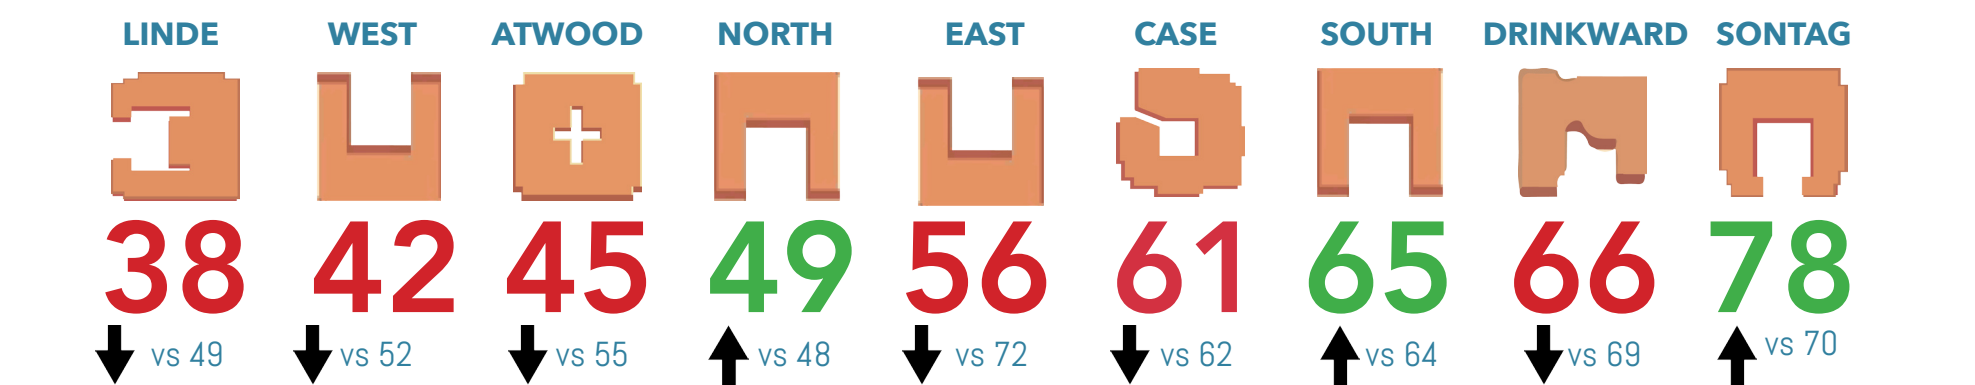 LINDE WEST ATWOOD NORTH EAST CASE SOUTH DRINKWARD SONTAG
38 42 45 49 56 61 65 66 78
vs 49 vs 52 vs 55 vs 48 vs 72 vs 62 vs 64 vs 69 vs 70